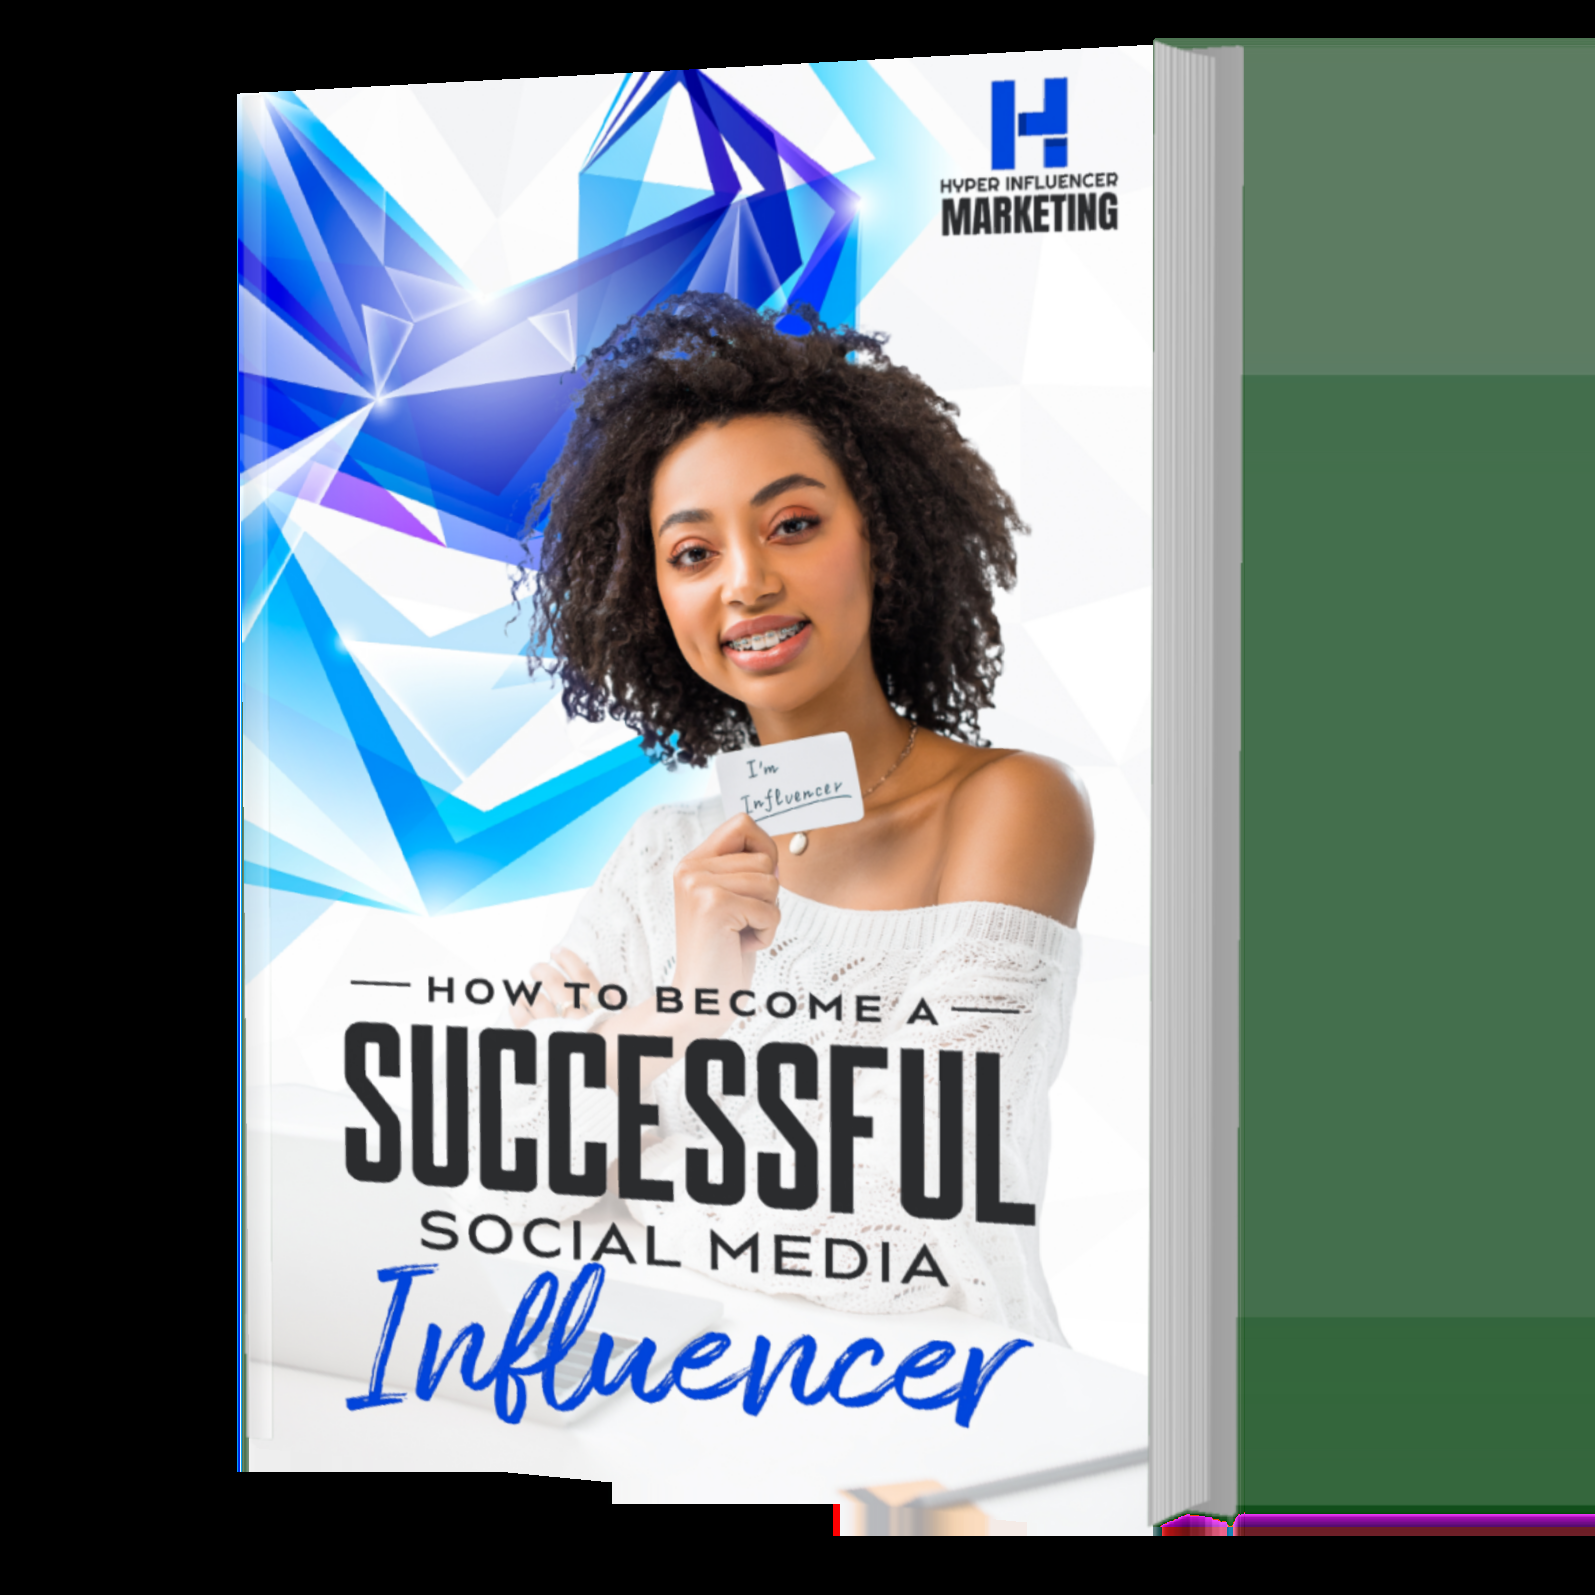 HYPER INFLUENCER
MARKETING
I'm
Influencer
HOW TO BECOME A
SUCCESSFUL
SOCIAL MEDIA
Influencer